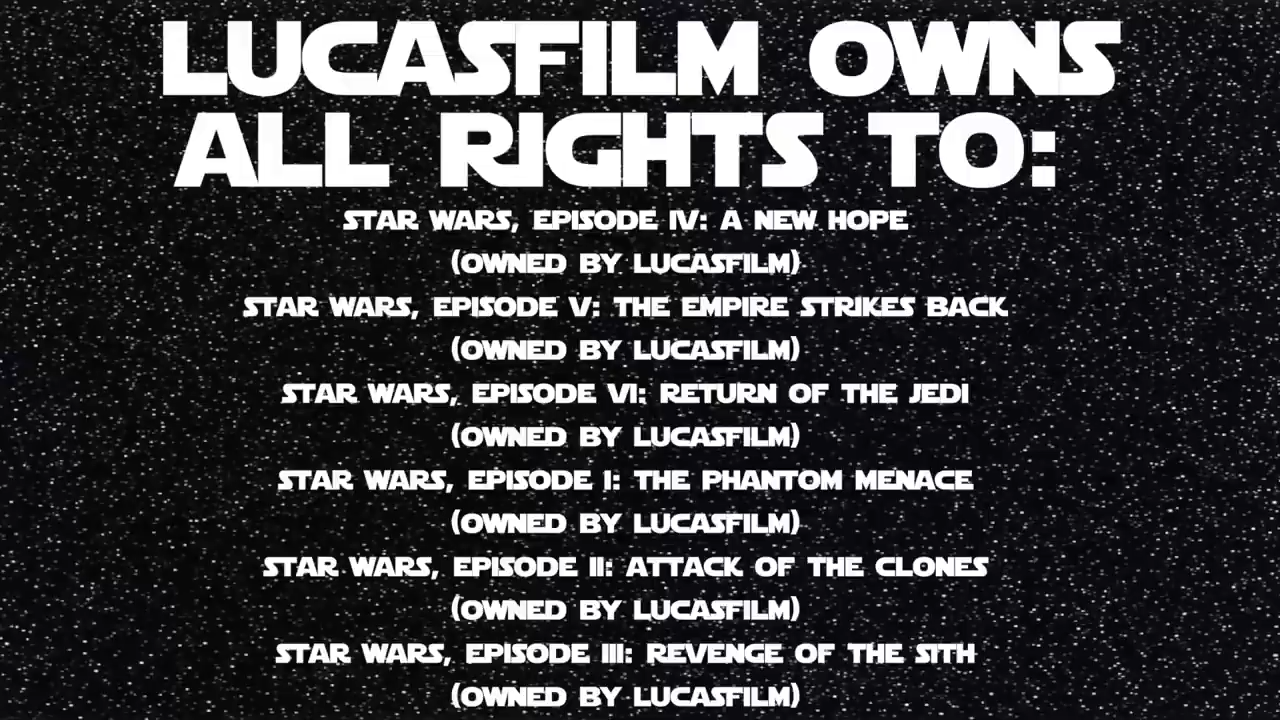 LUCASFILM OWNS
ALL RIGHTS TO:
STAR WARS, EPISODE IV: A NEW HOPE
(OWNED BY LUCASFILM)
STAR WARS, EPISODE V: THE EMPIRE STRIKES BACK
(OWNED BY LUCASFILM)
STAR WARS, EPISODE VI: RETURN OF THE JEDI
(OWNED BY LUCASFILM)
STAR WARS, EPISODE I: THE PHANTOM MENACE
(OWNED BY LUCASFILM)
STAR WARS, EPISODE II: ATTACK OF THE CLONES
(OWNED BY LUCASFILM)
STAR WARS, EPISODE III: REVENGE OF THE SITH
(OWNED BY LUCASFILM)